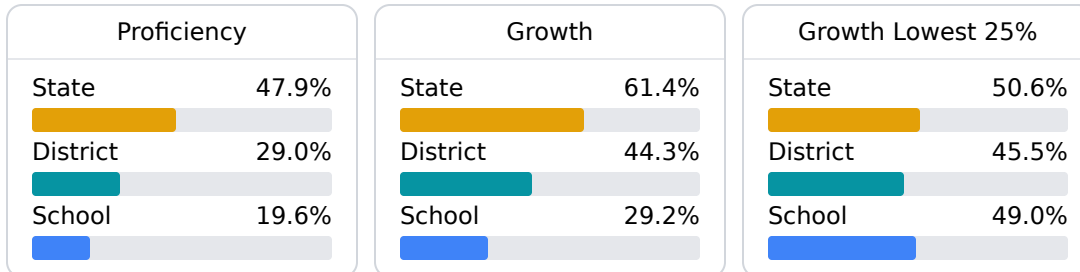 Proficiency
State 47.9%
District 29.0%
School 19.6%
Growth
State 61.4%
District 44.3%
School 29.2%
Growth Lowest 25%
State 50.6%
District 45.5%
School 49.0%